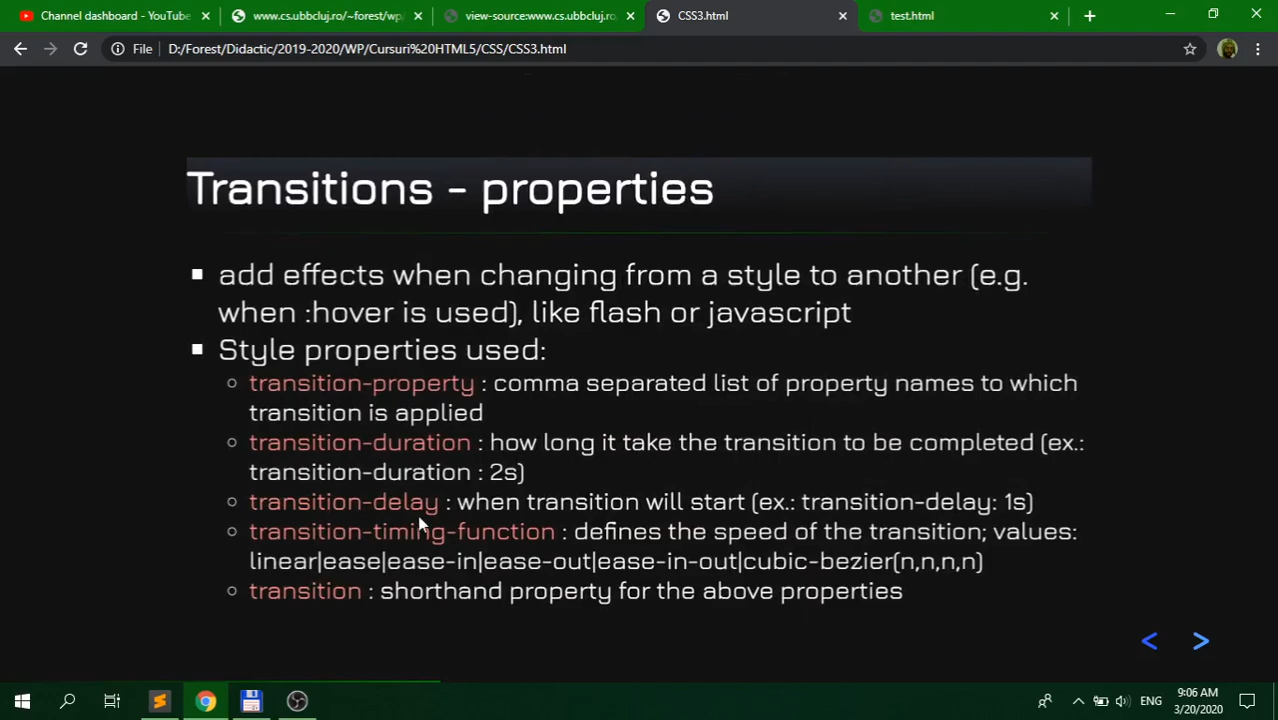 Channel dashboard - YouTube
www.cs.ubbcluj.ro/~forest/wp/
view-source:www.cs.ubbcluj.ro
CSS3.html
test.html
File D:/Forest/Didactic/2019-2020/WP/Cursuri%20HTML5/CSS/CSS3.html
Transitions - properties
add effects when changing from a style to another (e.g.
when :hover is used), like flash or javascript
Style properties used:
transition-property : comma separated list of property names to which
transition is applied
transition-duration : how long it take the transition to be completed (ex.:
transition-duration : 2s)
transition-delay : when transition will start (ex.: transition-delay: 1s)
transition-timing-function : defines the speed of the transition; values:
linear|ease|ease-in|ease-out|ease-in-out|cubic-bezier(n,n,n,n)
transition : shorthand property for the above properties
< >
ENG
9:06 AM
3/20/2020